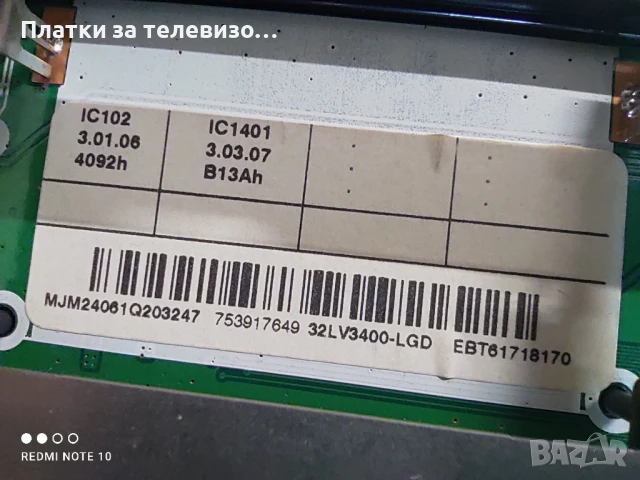 Платки за телевизо...
IC102
3.01.06
4092h
IC1401
3.03.07
B13Ah
:
:
MJM24061Q203247 753917649 32LV3400-LGD EBT61718170
REDMI NOTE 10
BAZAR